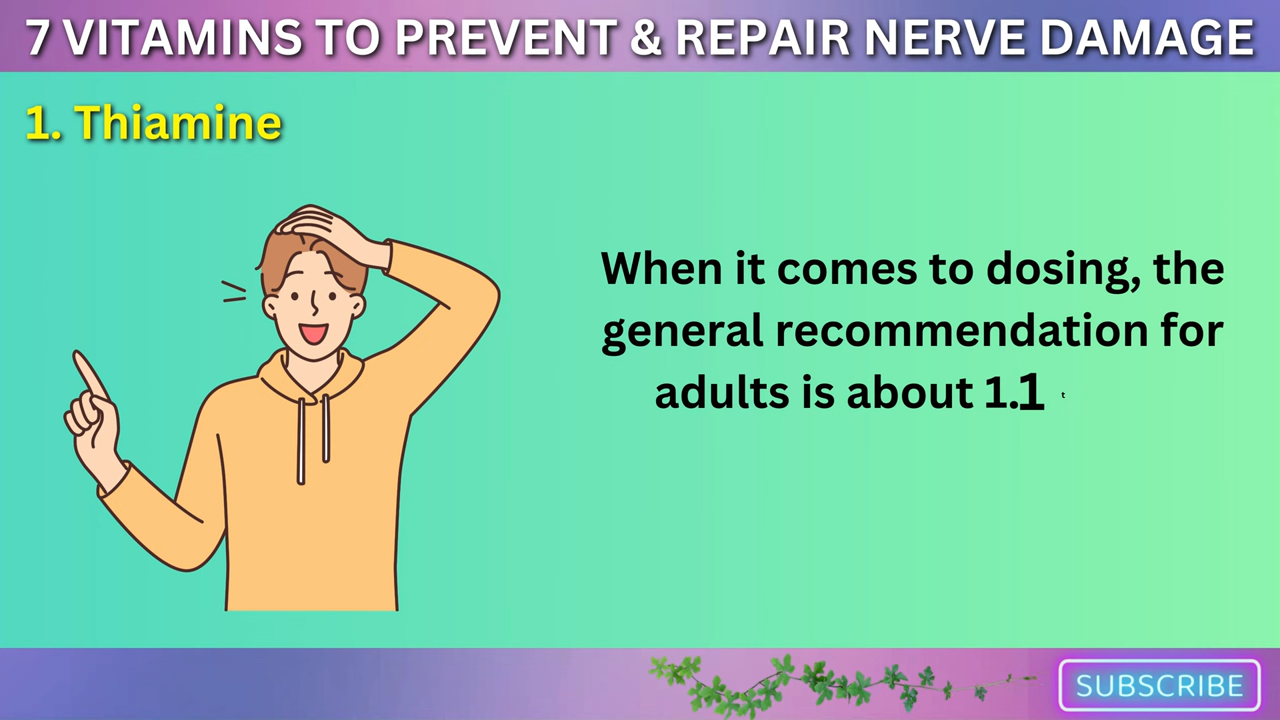 7 VITAMINS TO PREVENT & REPAIR NERVE DAMAGE
1. Thiamine
When it comes to dosing, the
general recommendation for
adults is about 1.1
SUBSCRIBE